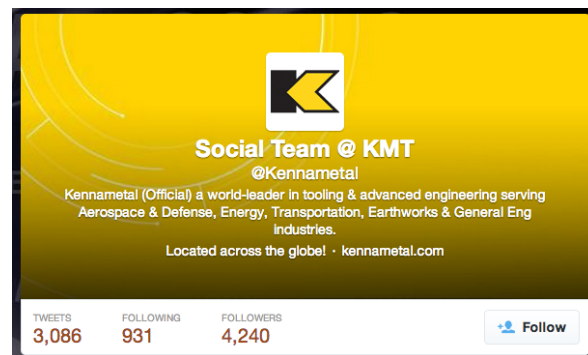 Social Team @ KMT
@Kennametal
Kennametal (Official) a world-leader in tooling & advanced engineering serving
Aerospace & Defense, Energy, Transportation, Earthworks & General Eng
industries.
Located across the globe! · kennametal.com
TWEETS FOLLOWING FOLLOWERS
3,086 931 4,240
Follow